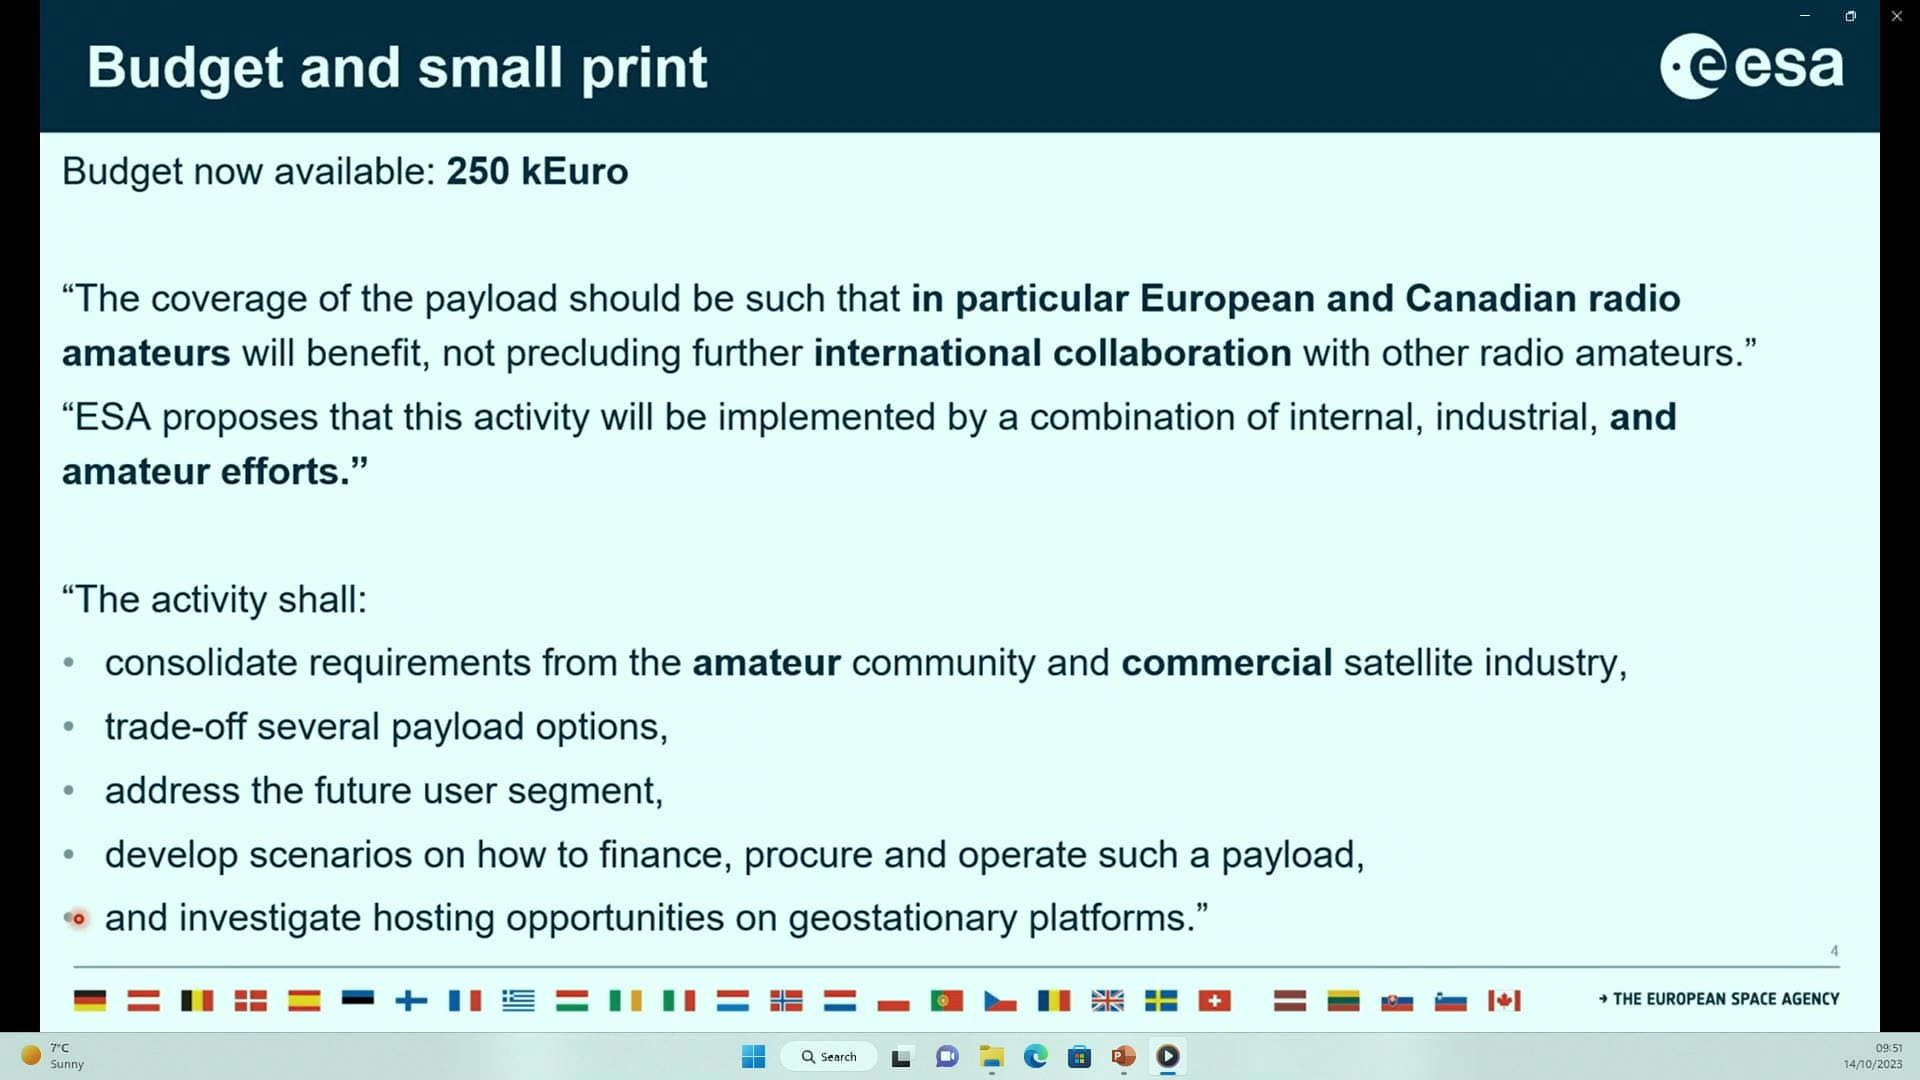 Budget and small print
esa
Budget now available: 250 kEuro
“The coverage of the payload should be such that in particular European and Canadian radio
amateurs will benefit, not precluding further international collaboration with other radio amateurs.”
“ESA proposes that this activity will be implemented by a combination of internal, industrial, and
amateur efforts.”
“The activity shall:
• consolidate requirements from the amateur community and commercial satellite industry,
• trade-off several payload options,
• address the future user segment,
• develop scenarios on how to finance, procure and operate such a payload,
• and investigate hosting opportunities on geostationary platforms.”
4
→ THE EUROPEAN SPACE AGENCY
7°C
Sunny
Search
09:51
14/10/2023